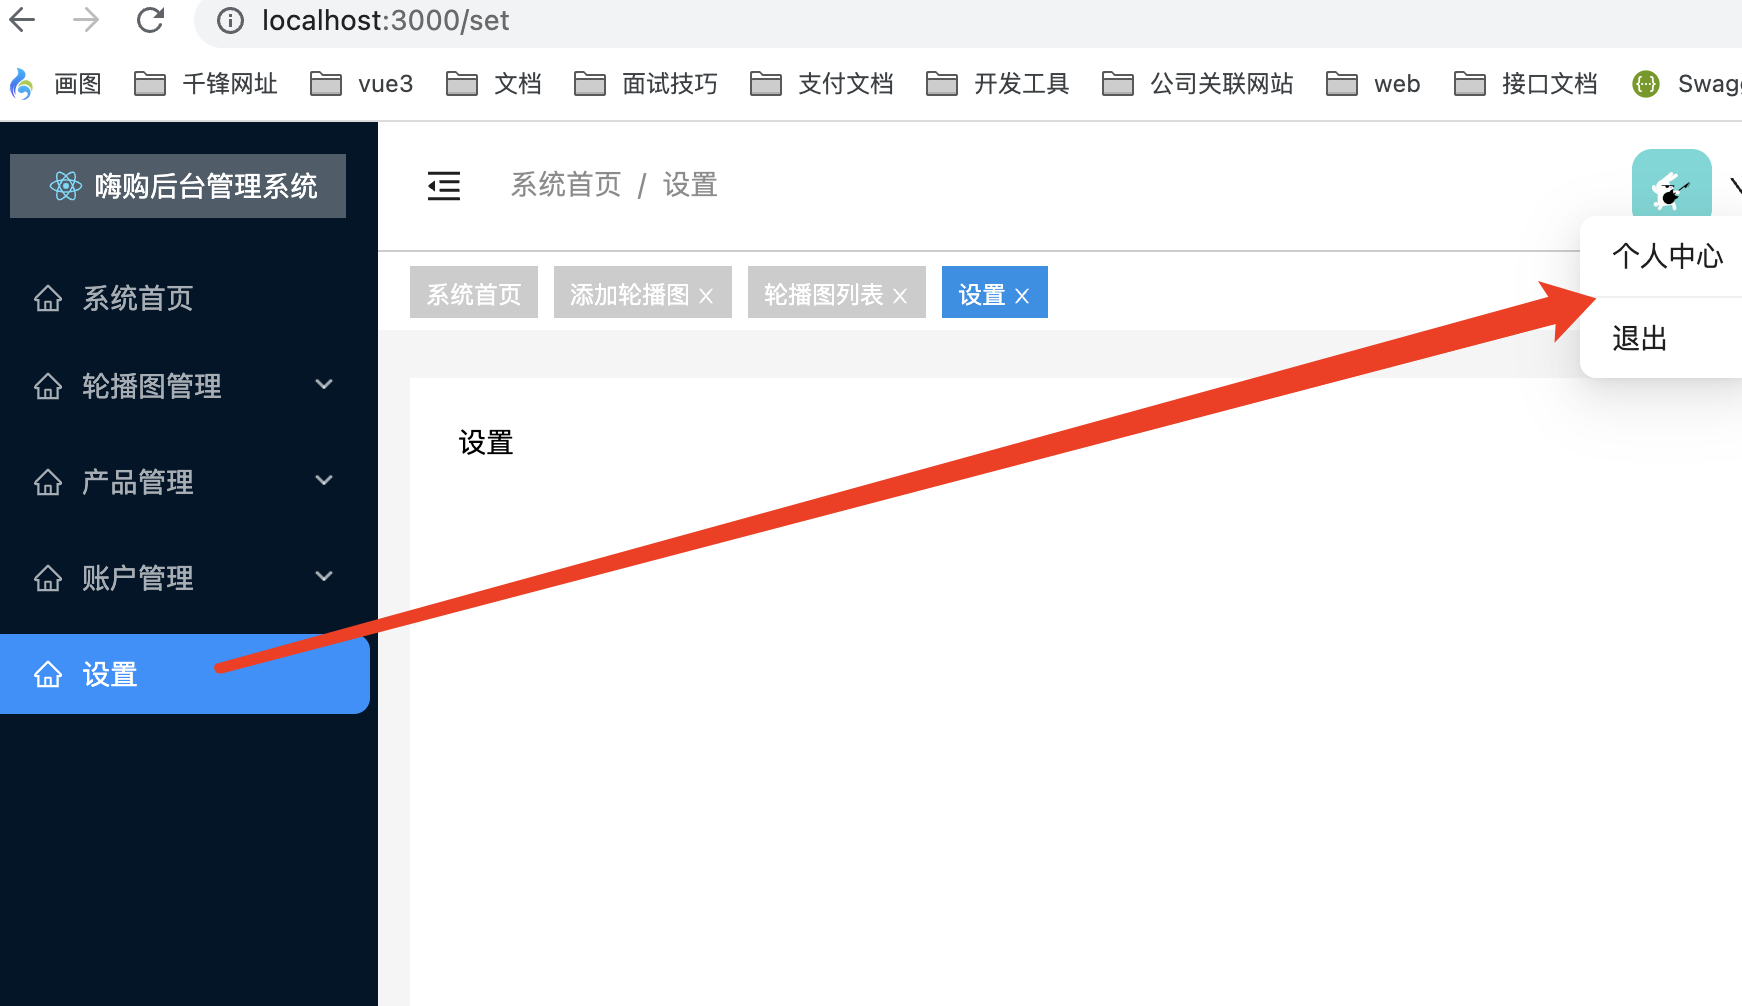 localhost:3000/set
画图 千锋网址 vue3 文档 面试技巧 支付文档 开发工具 公司关联网站 web 接口文档 Swagg
嗨购后台管理系统
系统首页 / 设置
个人中心
退出
系统首页 添加轮播图 × 轮播图列表 × 设置 ×
系统首页
轮播图管理
产品管理
账户管理
设置
设置